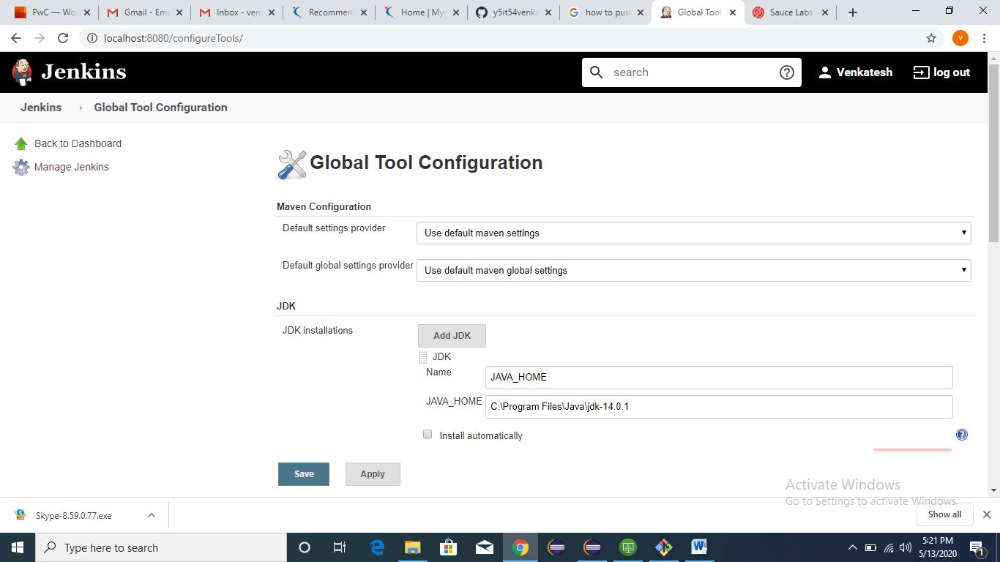 PwC — Wo
Gmail - Ema
Inbox - ven
Recommen
Home | Myn
y5it54venka
how to pus
Global Tool
Sauce Labs
localhost:8080/configureTools/
V
Jenkins
search
Venkatesh
log out
Jenkins
Global Tool Configuration
Back to Dashboard
Manage Jenkins
Global Tool Configuration
Maven Configuration
Default settings provider
Use default maven settings
Default global settings provider
Use default maven global settings
JDK
JDK installations
Add JDK
JDK
Name
JAVA_HOME
JAVA_HOME
C:\Program Files\Java\jdk-14.0.1
Install automatically
Save
Apply
Activate Windows
Go to Settings to activate Windows.
Skype-8.59.0.77.exe
Show all
Type here to search
5:21 PM
5/13/2020
1